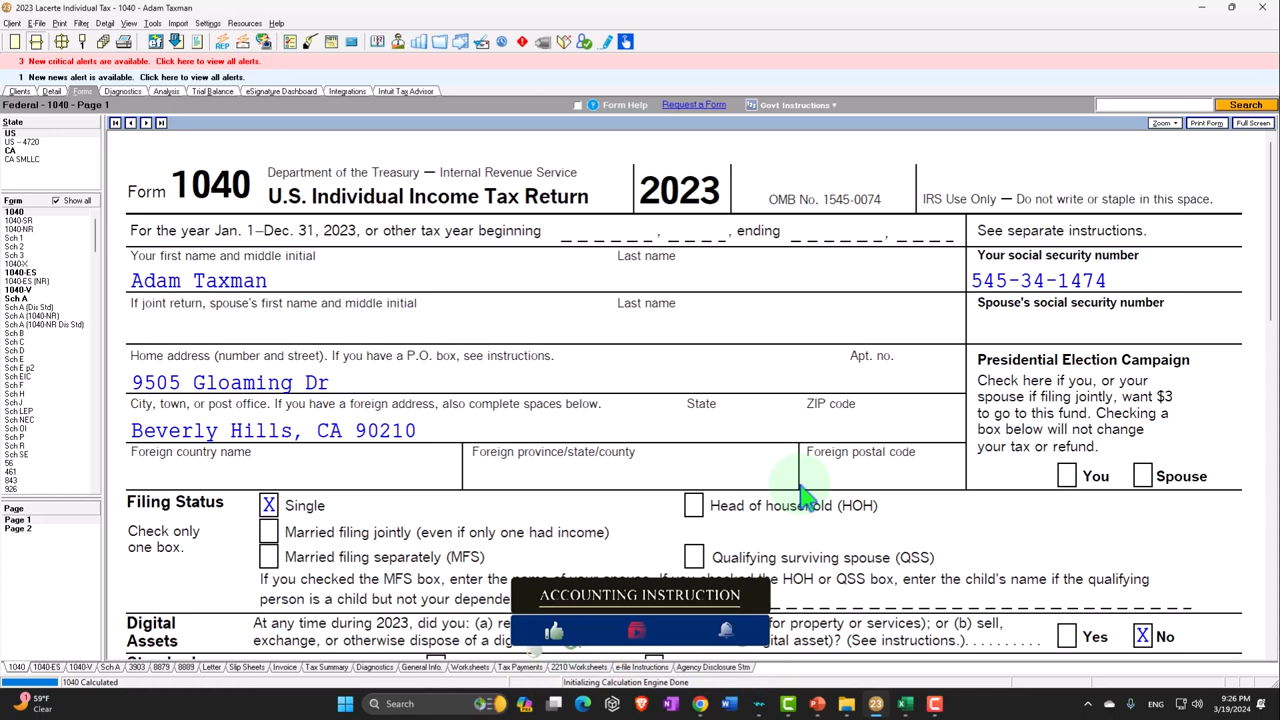 2023 Lacerte Individual Tax - 1040 - Adam Taxman
Client E-File Print Filter Detail View Tools Import Settings Resources Help
3 New critical alerts are available. Click here to view all alerts.
1 New news alert is available. Click here to view all alerts.
Clients Detail Forms Diagnostics Analysis Trial Balance eSignature Dashboard Integrations Intuit Tax Advisor
Federal - 1040 - Page 1 Form Help Request a Form Govt Instructions Search
State Zoom Print Form Full Screen
US
US - 4720
CA
CA SMLLC
Form Show all
1040
1040-SR
1040-NR
Sch 1
Sch 2
Sch 3
1040-X
1040-ES
1040-ES (NR)
1040-V
Sch A
Sch A (Dis Std)
Sch A (1040-NR)
Sch A (1040-NR Dis Std)
Sch B
Sch C
Sch D
Sch E
Sch E p2
Sch EIC
Sch F
Sch H
Sch J
Sch LEP
Sch NEC
Sch OI
Sch P
Sch R
Sch SE
56
461
843
926
Page
Page 1
Page 2
Form 1040 Department of the Treasury — Internal Revenue Service
U.S. Individual Income Tax Return 2023 OMB No. 1545-0074 IRS Use Only — Do not write or staple in this space.
For the year Jan. 1–Dec. 31, 2023, or other tax year beginning , , ending , See separate instructions.
Your first name and middle initial Last name Your social security number
Adam Taxman 545-34-1474
If joint return, spouse's first name and middle initial Last name Spouse's social security number
Home address (number and street). If you have a P.O. box, see instructions. Apt. no.
9505 Gloaming Dr
City, town, or post office. If you have a foreign address, also complete spaces below. State ZIP code
Beverly Hills, CA 90210
Foreign country name Foreign province/state/county Foreign postal code
Presidential Election Campaign
Check here if you, or your
spouse if filing jointly, want $3
to go to this fund. Checking a
box below will not change
your tax or refund.
You Spouse
Filing Status X Single Head of household (HOH)
Check only
one box.
Married filing jointly (even if only one had income)
Married filing separately (MFS) Qualifying surviving spouse (QSS)
If you checked the MFS box, enter the name of your spouse. If you checked the HOH or QSS box, enter the child's name if the qualifying
person is a child but not your depende
ACCOUNTING INSTRUCTION
Digital
Assets
At any time during 2023, did you: (a) re for property or services); or (b) sell,
exchange, or otherwise dispose of a dig gital asset)? (See instructions.) Yes X No
1040 1040-ES 1040-V Sch A 3903 8879 8889 Letter Slip Sheets Invoice Tax Summary Diagnostics General Info. Worksheets Tax Payments 2210 Worksheets e-file Instructions Agency Disclosure Stm
1040 Calculated Initializing Calculation Engine Done
59°F
Clear
Search
ENG
9:26 PM
3/19/2024